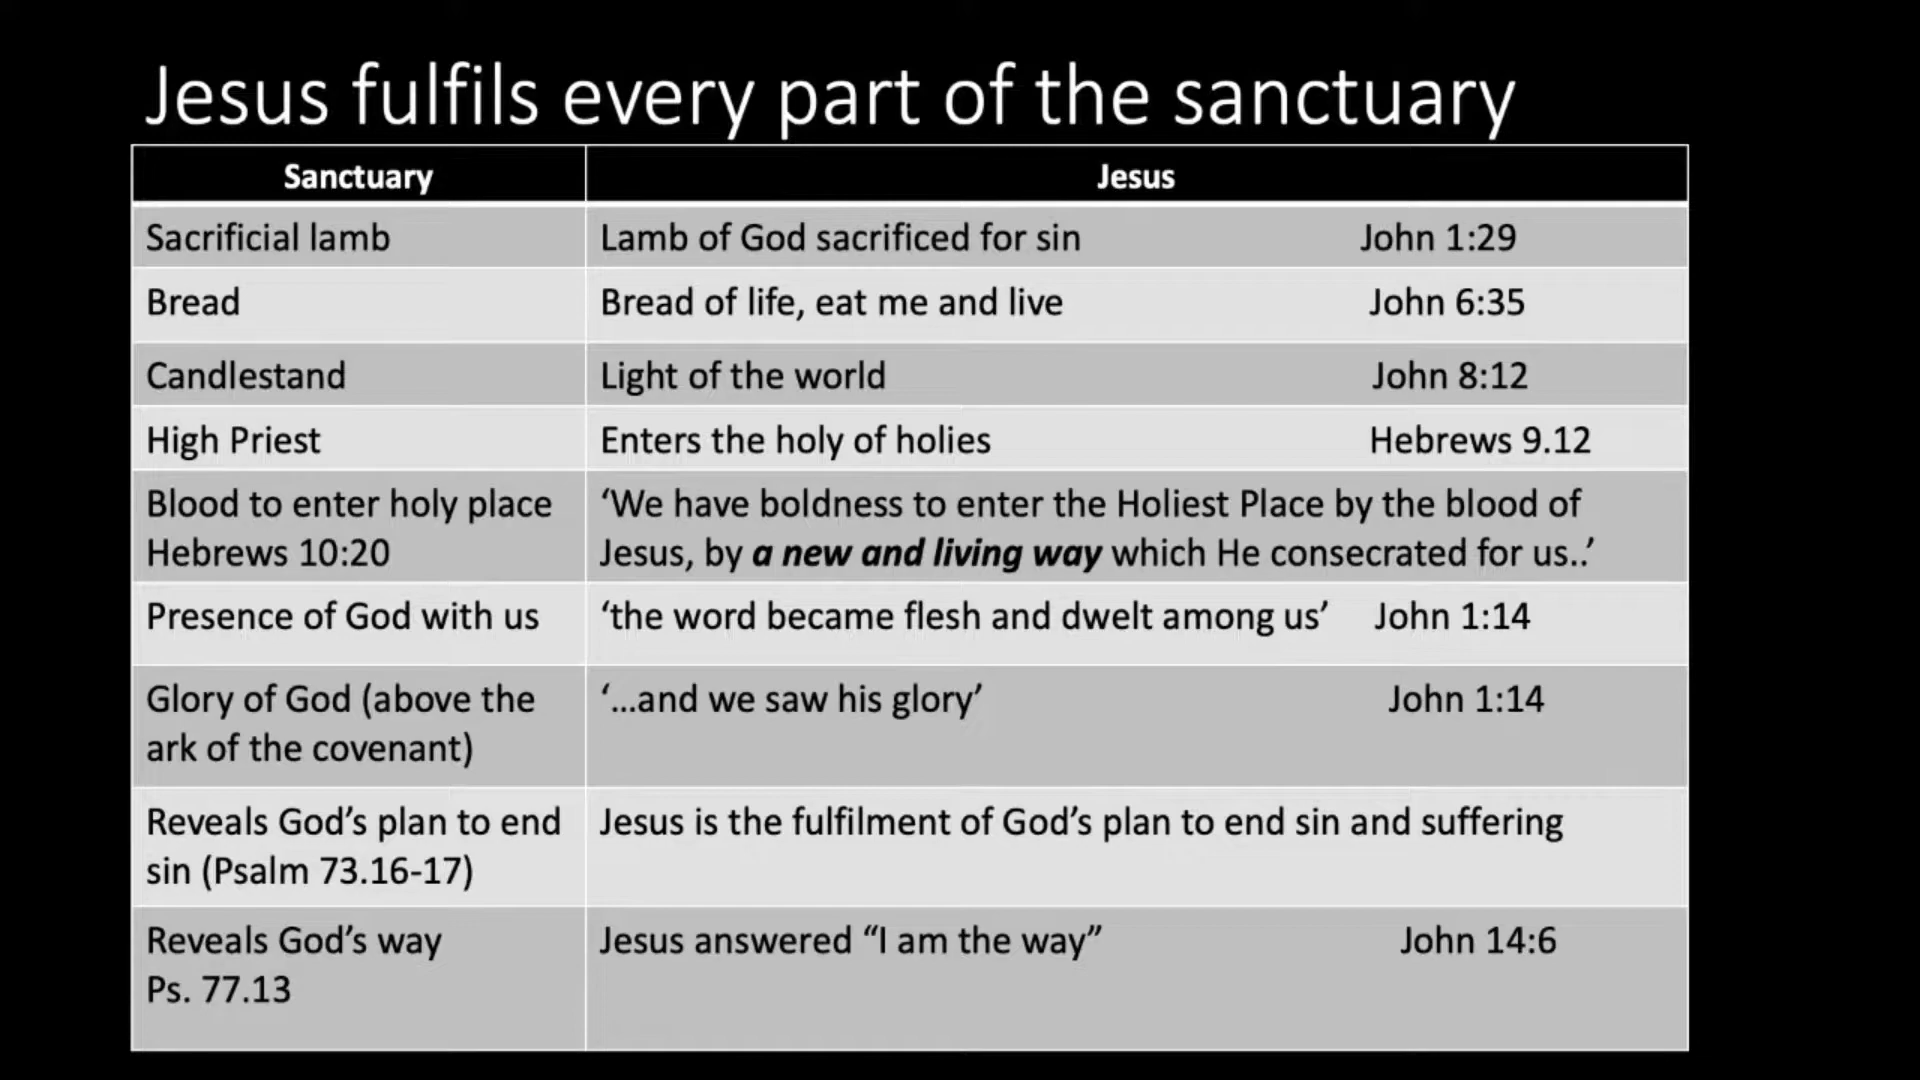 Jesus fulfils every part of the sanctuary
Sanctuary Jesus
Sacrificial lamb Lamb of God sacrificed for sin John 1:29
Bread Bread of life, eat me and live John 6:35
Candlestand Light of the world John 8:12
High Priest Enters the holy of holies Hebrews 9.12
Blood to enter holy place
Hebrews 10:20
‘We have boldness to enter the Holiest Place by the blood of
Jesus, by a new and living way which He consecrated for us..’
Presence of God with us ‘the word became flesh and dwelt among us’ John 1:14
Glory of God (above the
ark of the covenant)
‘...and we saw his glory’ John 1:14
Reveals God’s plan to end
sin (Psalm 73.16-17)
Jesus is the fulfilment of God’s plan to end sin and suffering
Reveals God’s way
Ps. 77.13
Jesus answered “I am the way” John 14:6